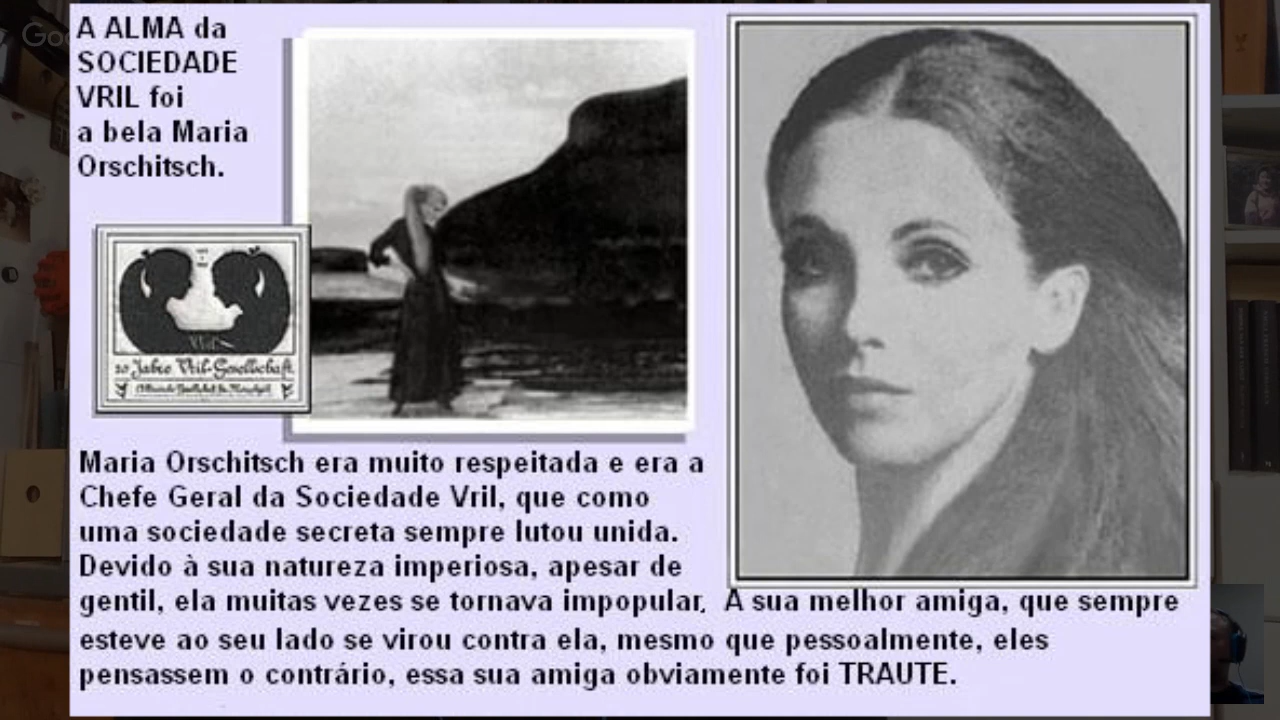 A ALMA da
SOCIEDADE
VRIL foi
a bela Maria
Orschitsch.
Vril
20 Jahre Vril-Gesellschaft.
Maria Orschitsch era muito respeitada e era a
Chefe Geral da Sociedade Vril, que como
uma sociedade secreta sempre lutou unida.
Devido à sua natureza imperiosa, apesar de
gentil, ela muitas vezes se tornava impopular. A sua melhor amiga, que sempre
esteve ao seu lado se virou contra ela, mesmo que pessoalmente, eles
pensassem o contrário, essa sua amiga obviamente foi TRAUTE.